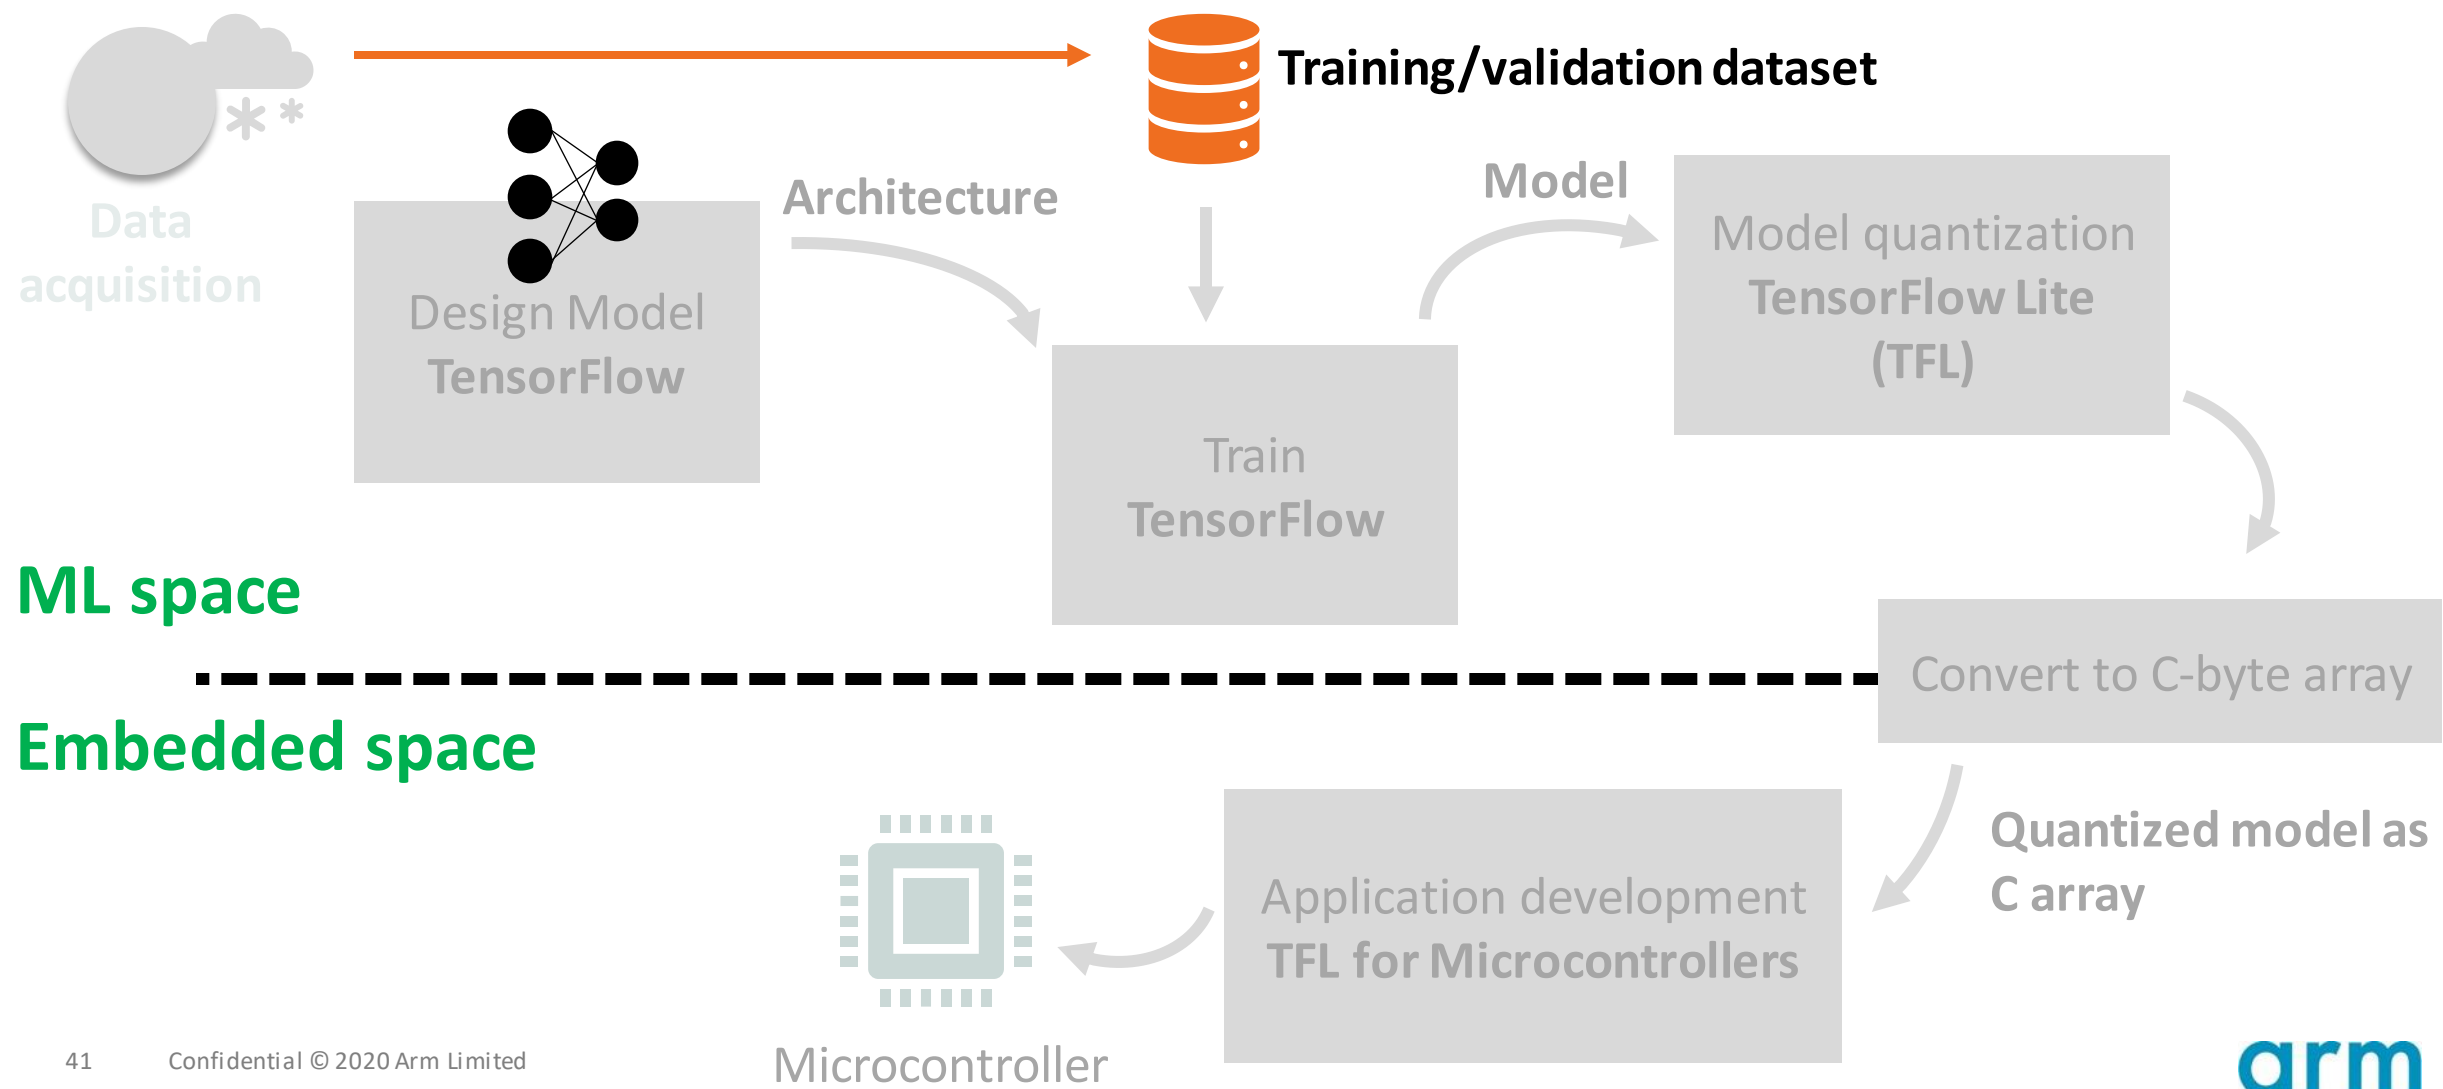 Training/validation dataset
Data
acquisition
Architecture
Model
Design Model
TensorFlow
Model quantization
TensorFlow Lite
(TFL)
Train
TensorFlow
ML space
Convert to C-byte array
Embedded space
Quantized model as
C array
Application development
TFL for Microcontrollers
Microcontroller
41
Confidential © 2020 Arm Limited
arm